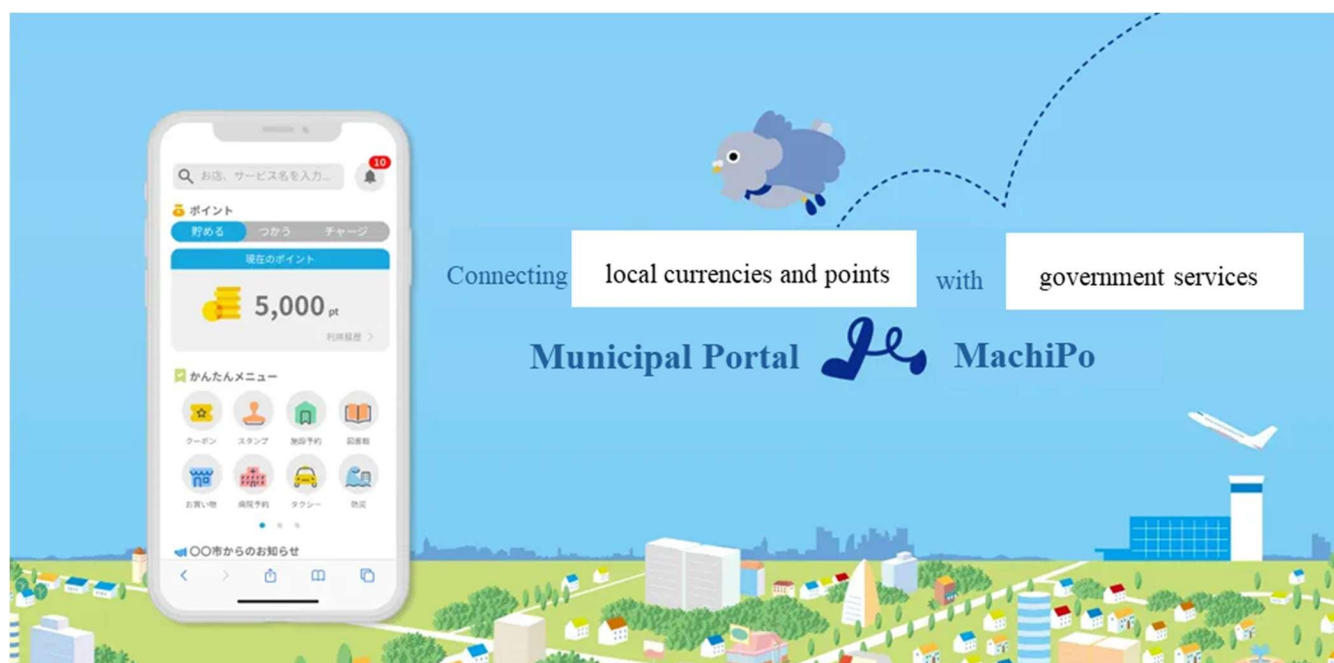 お店、サービス名を入力...
10
ポイント
貯める つかう チャージ
現在のポイント
5,000 pt
利用履歴 >
かんたんメニュー
クーポン スタンプ 施設予約 図書館
お買い物 病院予約 タクシー 防災
〇〇市からのお知らせ
Connecting local currencies and points with government services
Municipal Portal MachiPo